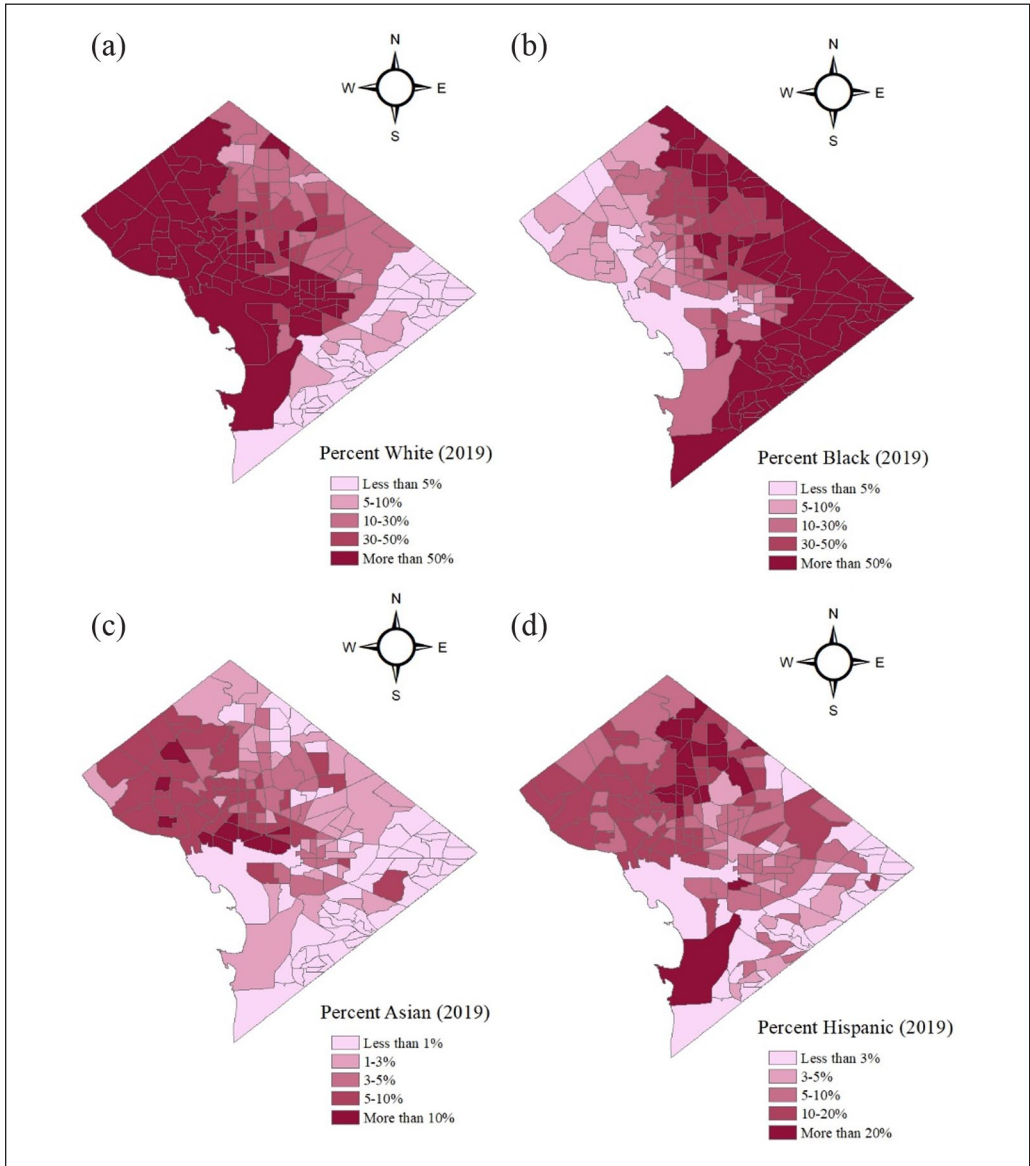 (a)
N
W E
S
Percent White (2019)
Less than 5%
5-10%
10-30%
30-50%
More than 50%
(b)
N
W E
S
Percent Black (2019)
Less than 5%
5-10%
10-30%
30-50%
More than 50%
(c)
N
W E
S
Percent Asian (2019)
Less than 1%
1-3%
3-5%
5-10%
More than 10%
(d)
N
W E
S
Percent Hispanic (2019)
Less than 3%
3-5%
5-10%
10-20%
More than 20%